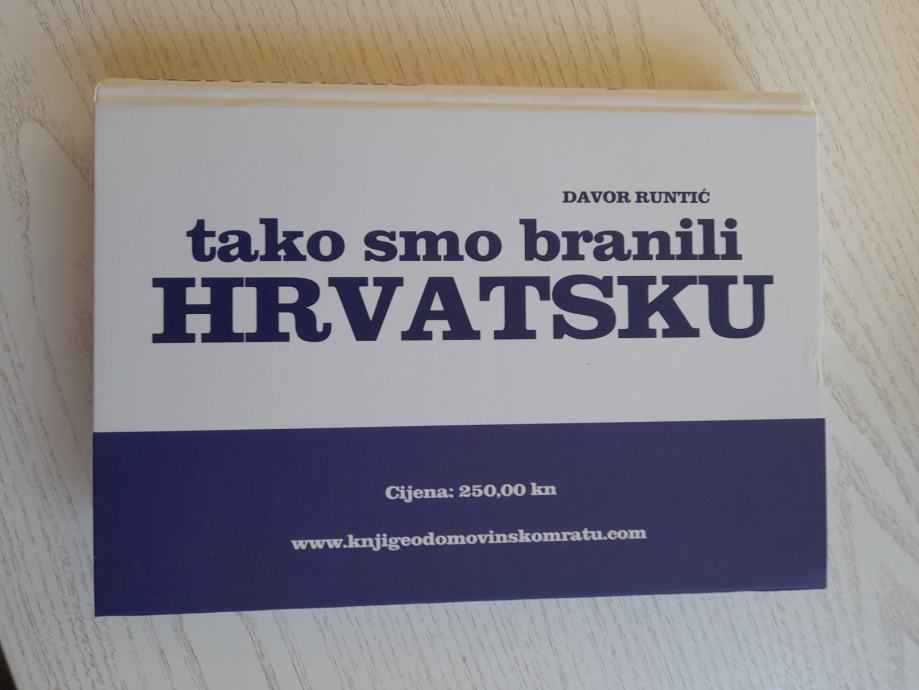 DAVOR RUNTIĆ
tako smo branili
HRVATSKU
Cijena: 250,00 kn
www.knjigeodomovinskomratu.com